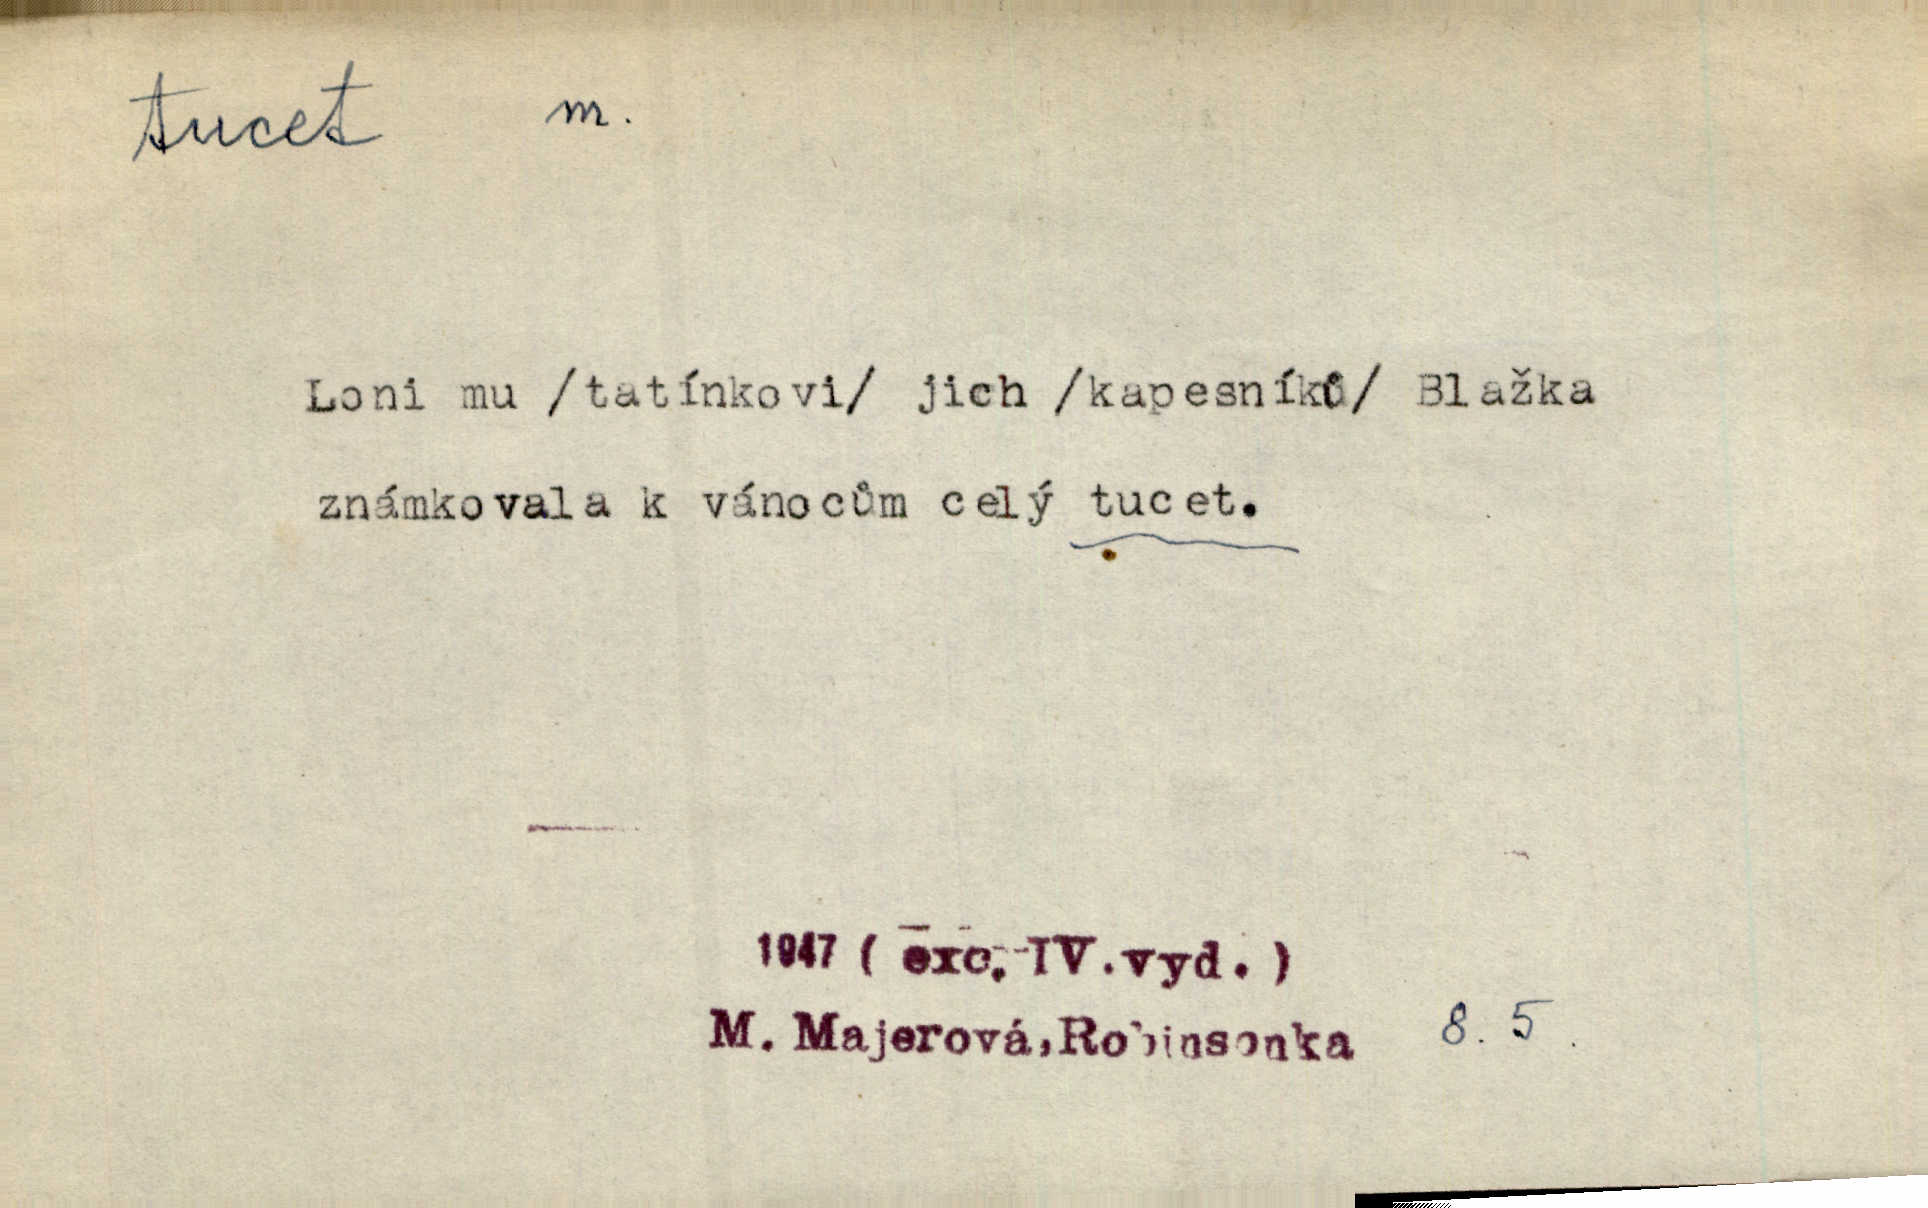 tucet m.
Loni mu /tatínkovi/ jich /kapesníků/ Blažka
známkovala k vánocům celý tucet.
1947 ( exc. IV.vyd. )
M. Majerová, Robinsonka 8. 5.